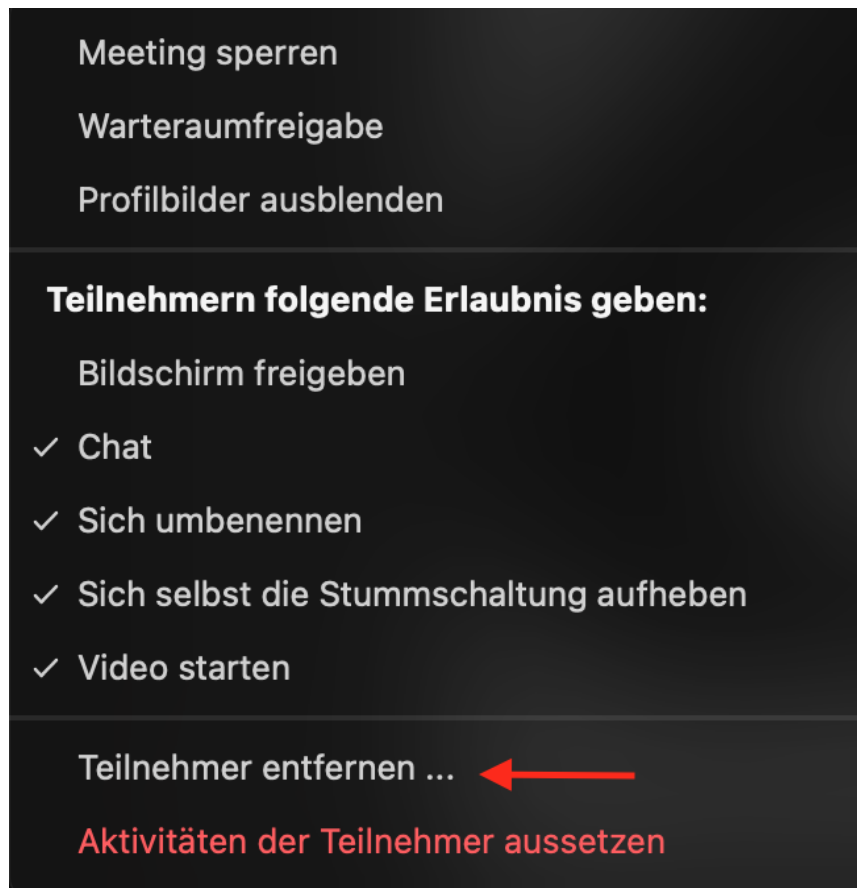 Meeting sperren
Warteraumfreigabe
Profilbilder ausblenden
Teilnehmern folgende Erlaubnis geben:
Bildschirm freigeben
✓ Chat
✓ Sich umbenennen
✓ Sich selbst die Stummschaltung aufheben
✓ Video starten
Teilnehmer entfernen ...
Aktivitäten der Teilnehmer aussetzen